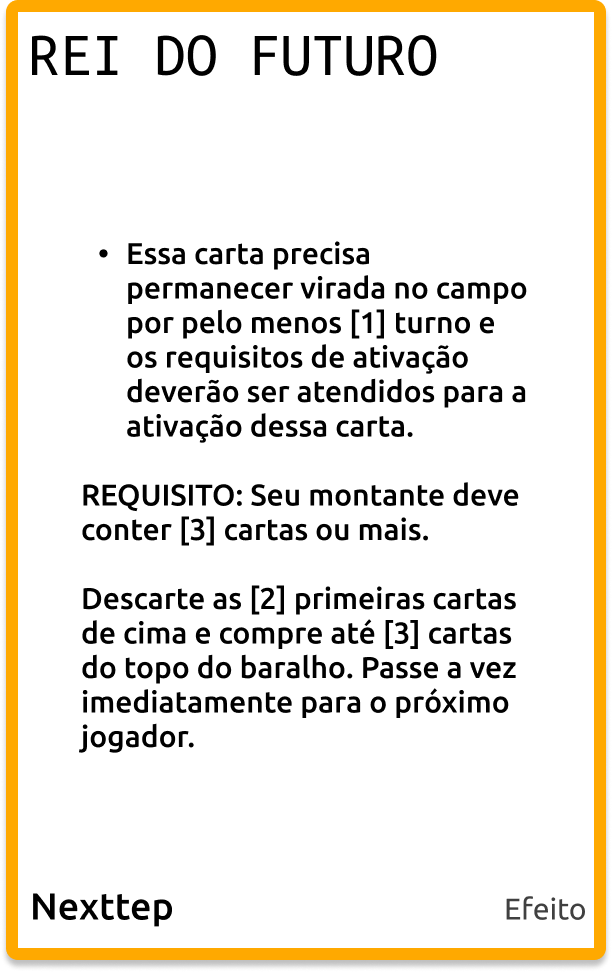 REI DO FUTURO
• Essa carta precisa
permanecer virada no campo
por pelo menos [1] turno e
os requisitos de ativação
deverão ser atendidos para a
ativação dessa carta.
REQUISITO: Seu montante deve
conter [3] cartas ou mais.
Descarte as [2] primeiras cartas
de cima e compre até [3] cartas
do topo do baralho. Passe a vez
imediatamente para o próximo
jogador.
Nexttep
Efeito